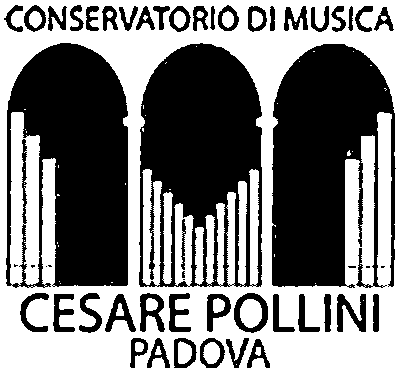 CONSERVATORIO DI MUSICA
CESARE POLLINI
PADOVA